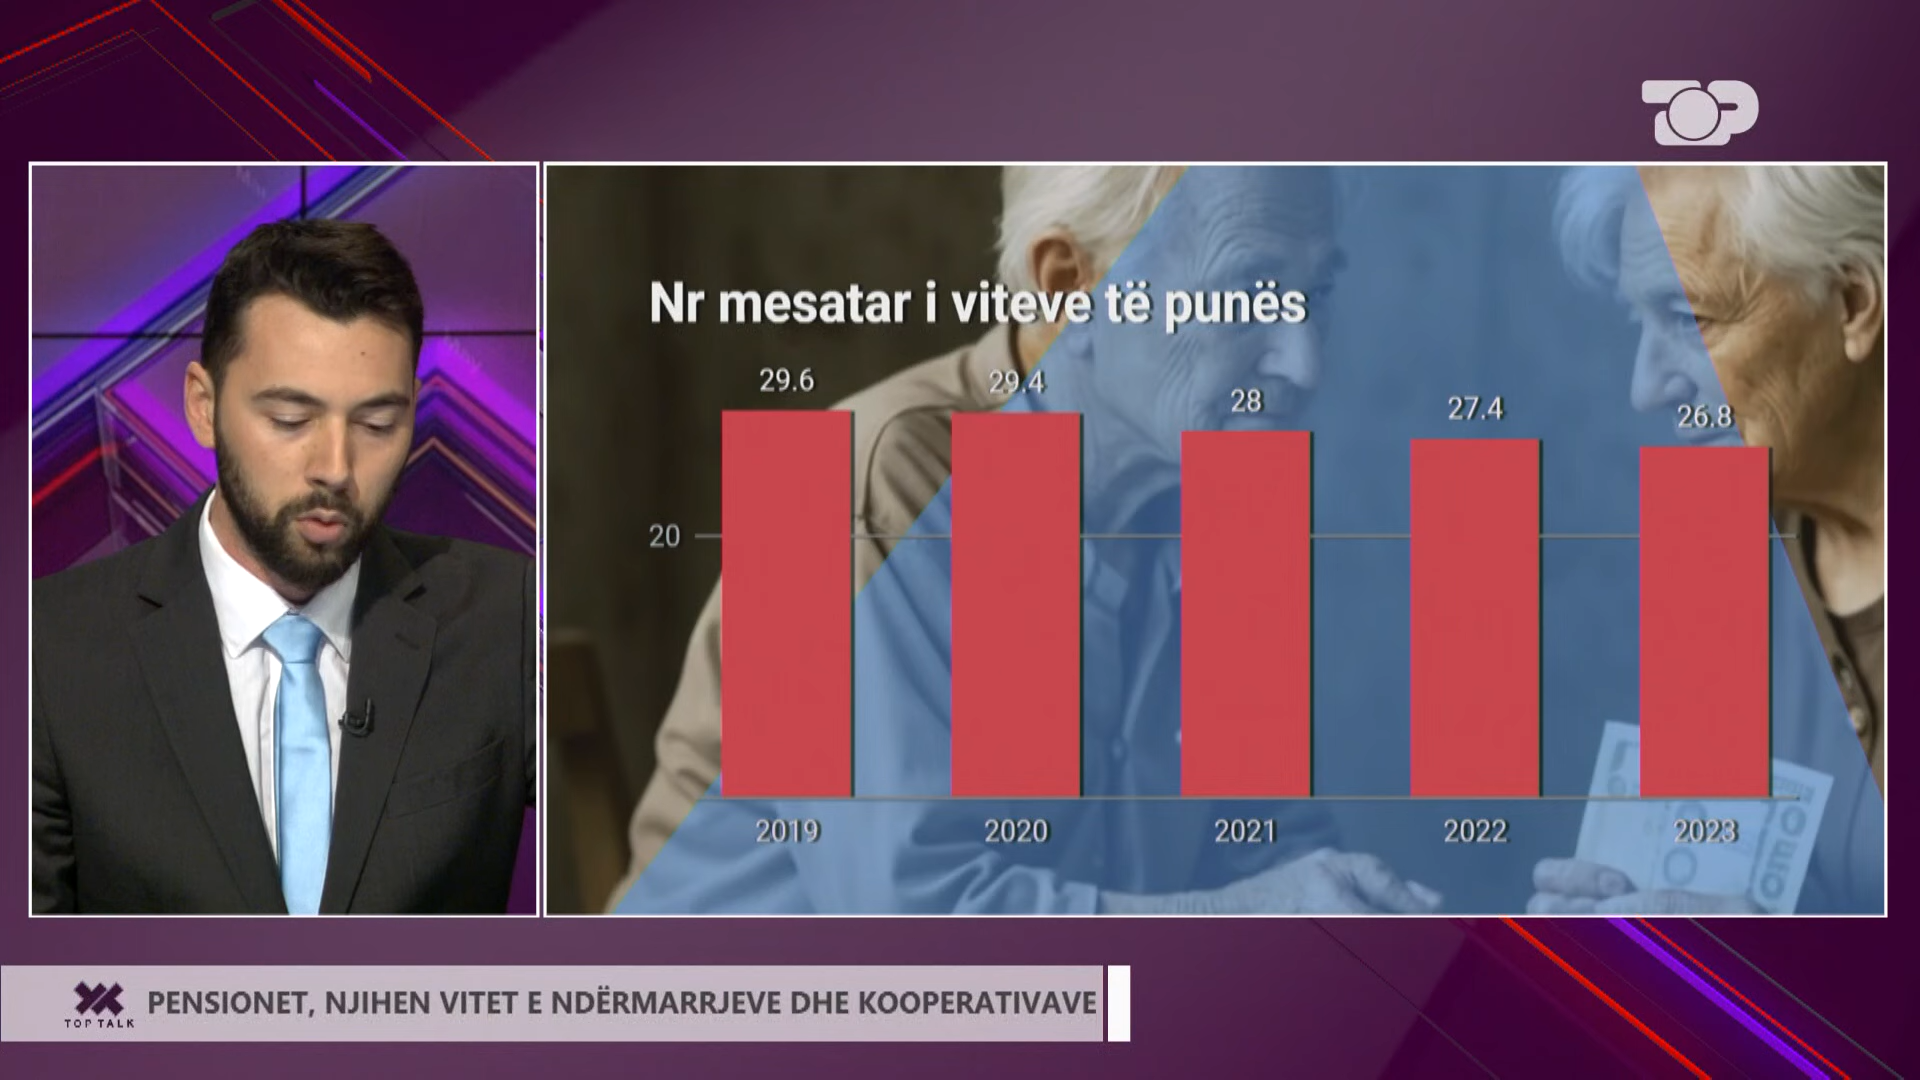 TOP
Nr mesatar i viteve të punës
29.6
29.4
28
27.4
26.8
20
2019
2020
2021
2022
2023
TOP TALK
PENSIONET, NJIHEN VITET E NDËRMARRJEVE DHE KOOPERATIVAVE